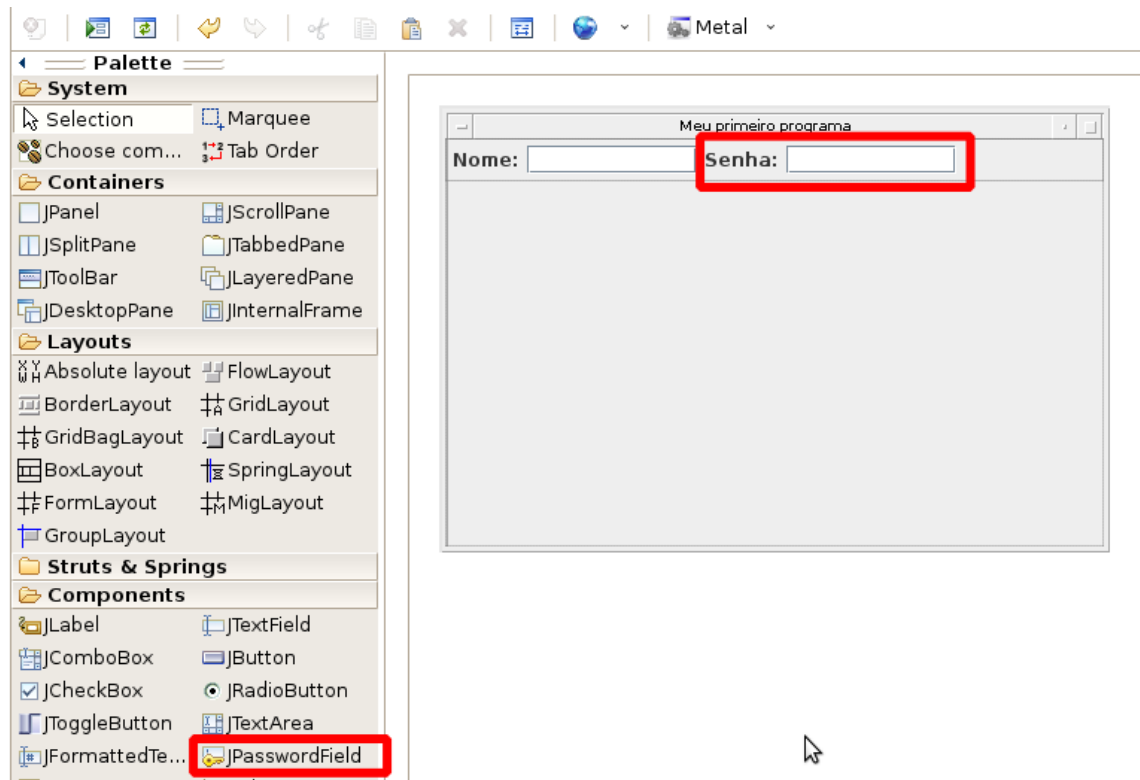 Metal
Palette
System
Selection Marquee
Choose com... Tab Order
Containers
JPanel JScrollPane
JSplitPane JTabbedPane
JToolBar JLayeredPane
JDesktopPane JInternalFrame
Layouts
Absolute layout FlowLayout
BorderLayout GridLayout
GridBagLayout CardLayout
BoxLayout SpringLayout
FormLayout MigLayout
GroupLayout
Struts & Springs
Components
JLabel JTextField
JComboBox JButton
JCheckBox JRadioButton
JToggleButton JTextArea
JFormattedTe... JPasswordField
Meu primeiro programa
Nome: Senha: